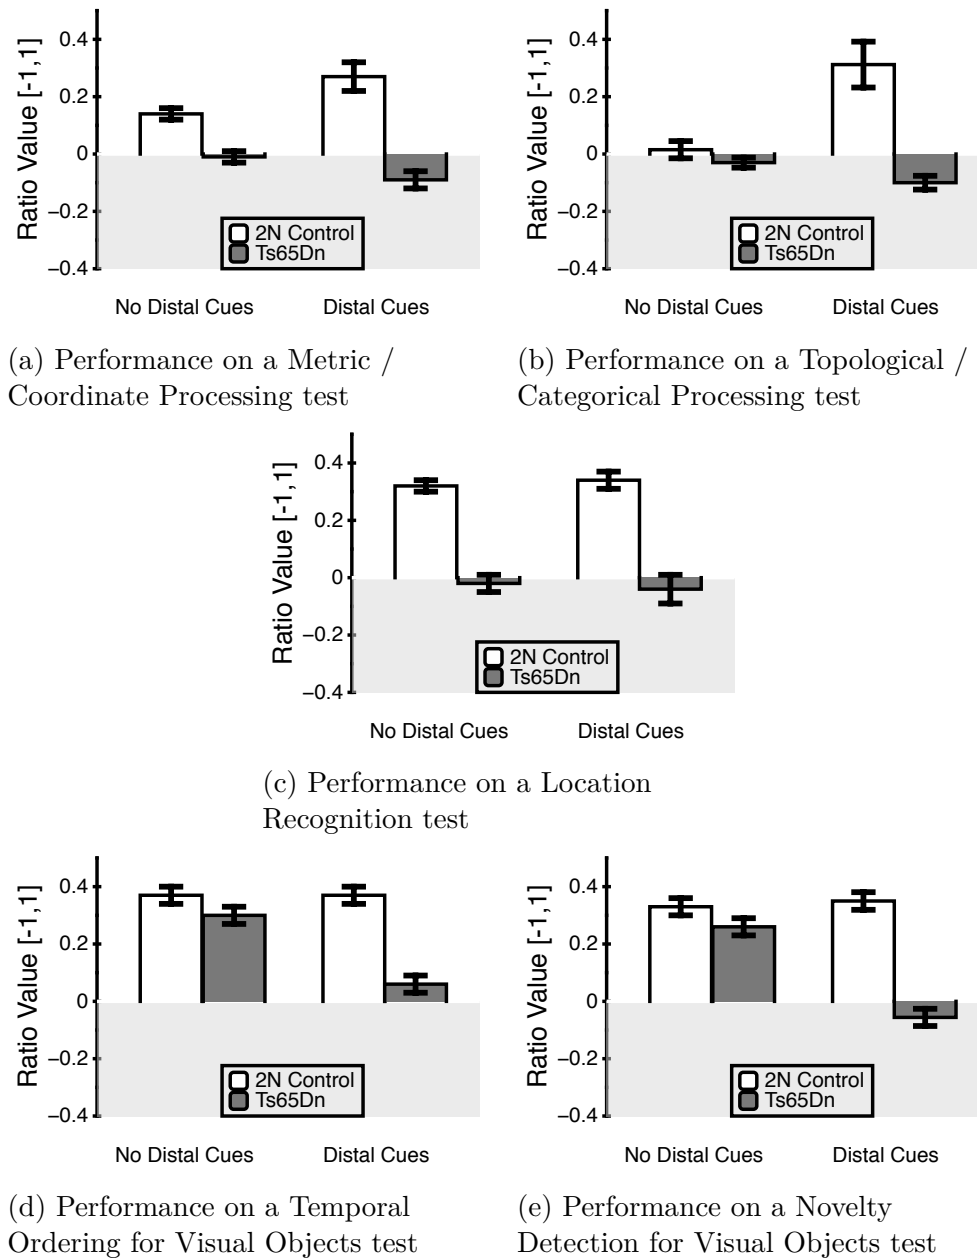 0.4
0.2
0
−0.2
−0.4
Ratio Value [-1,1]
2N Control
Ts65Dn
No Distal Cues
Distal Cues
(a) Performance on a Metric /
Coordinate Processing test
0.4
0.2
0
−0.2
−0.4
Ratio Value [-1,1]
2N Control
Ts65Dn
No Distal Cues
Distal Cues
(b) Performance on a Topological /
Categorical Processing test
0.4
0.2
0
−0.2
−0.4
Ratio Value [-1,1]
2N Control
Ts65Dn
No Distal Cues
Distal Cues
(c) Performance on a Location
Recognition test
0.4
0.2
0
−0.2
−0.4
Ratio Value [-1,1]
2N Control
Ts65Dn
No Distal Cues
Distal Cues
(d) Performance on a Temporal
Ordering for Visual Objects test
0.4
0.2
0
−0.2
−0.4
Ratio Value [-1,1]
2N Control
Ts65Dn
No Distal Cues
Distal Cues
(e) Performance on a Novelty
Detection for Visual Objects test